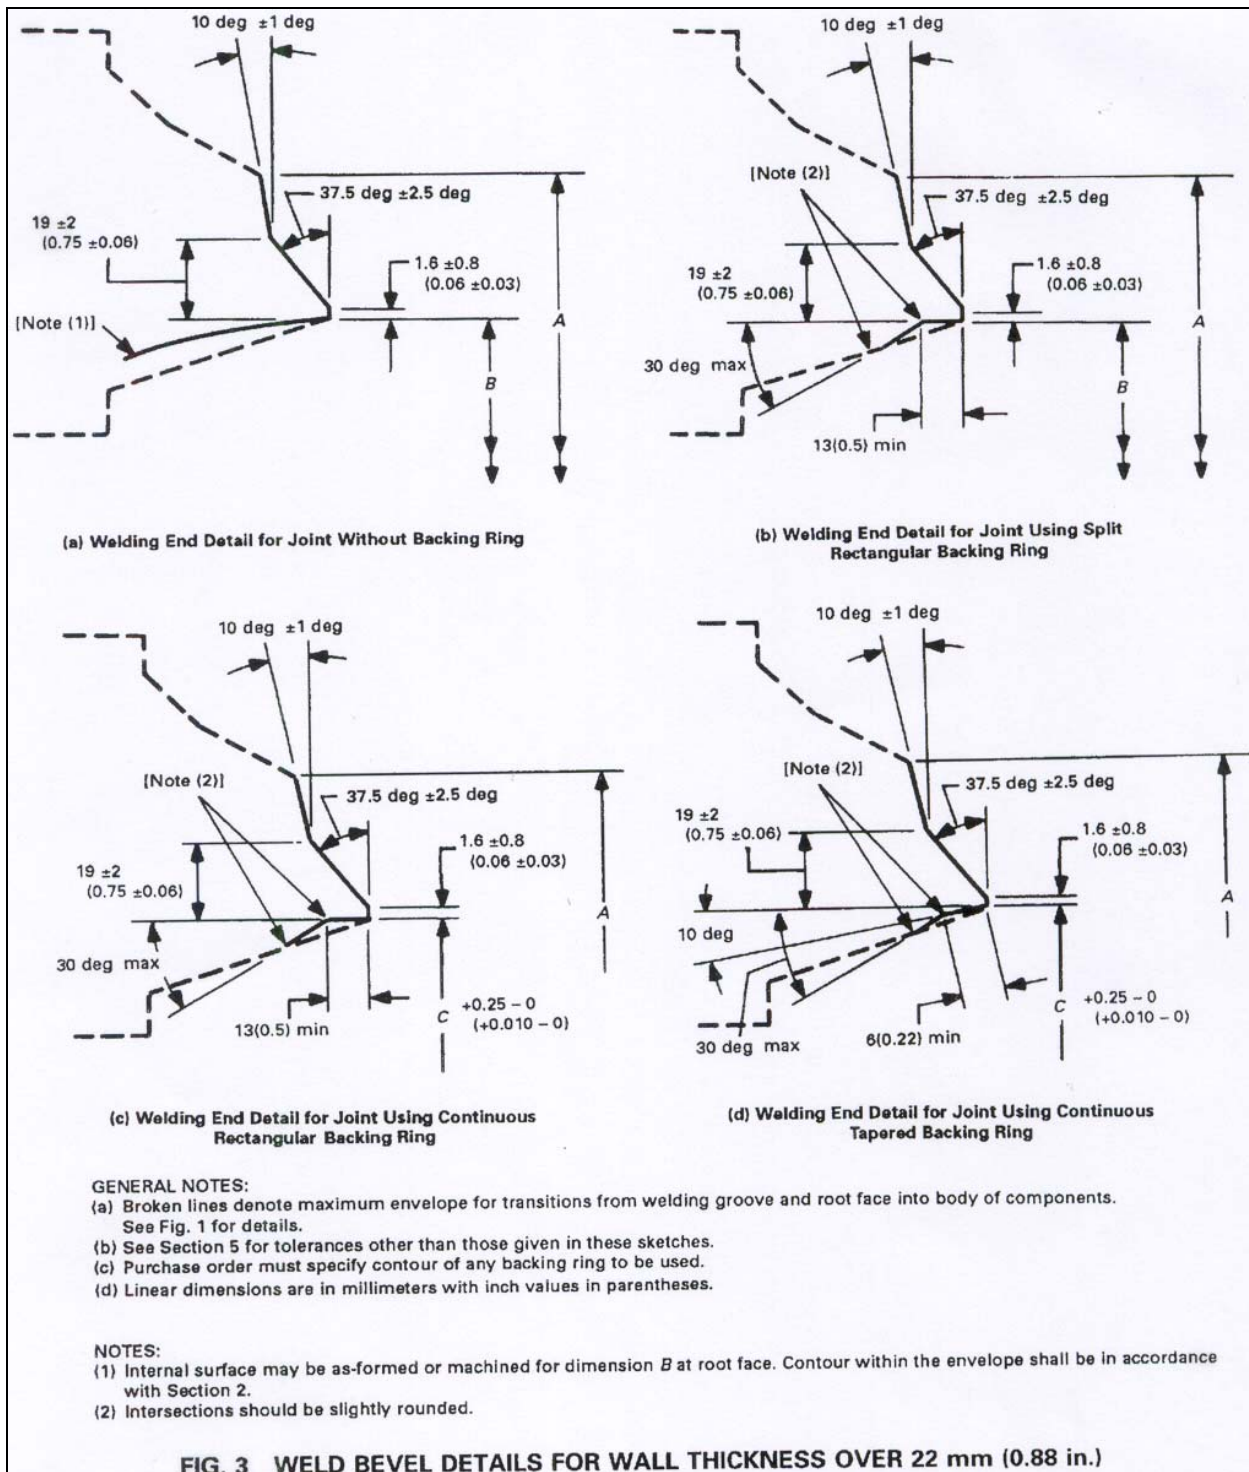 10 deg ±1 deg
37.5 deg ±2.5 deg
19 ±2
(0.75 ±0.06)
1.6 ±0.8
(0.06 ±0.03)
[Note (1)]
A
B
(a) Welding End Detail for Joint Without Backing Ring
10 deg ±1 deg
[Note (2)]
37.5 deg ±2.5 deg
19 ±2
(0.75 ±0.06)
1.6 ±0.8
(0.06 ±0.03)
A
30 deg max
B
13(0.5) min
(b) Welding End Detail for Joint Using Split
Rectangular Backing Ring
10 deg ±1 deg
[Note (2)]
37.5 deg ±2.5 deg
19 ±2
(0.75 ±0.06)
1.6 ±0.8
(0.06 ±0.03)
A
30 deg max
13(0.5) min
C
+0.25 – 0
(+0.010 – 0)
(c) Welding End Detail for Joint Using Continuous
Rectangular Backing Ring
10 deg ±1 deg
[Note (2)]
37.5 deg ±2.5 deg
19 ±2
(0.75 ±0.06)
1.6 ±0.8
(0.06 ±0.03)
A
10 deg
30 deg max
6(0.22) min
C
+0.25 – 0
(+0.010 – 0)
(d) Welding End Detail for Joint Using Continuous
Tapered Backing Ring
GENERAL NOTES:
(a) Broken lines denote maximum envelope for transitions from welding groove and root face into body of components.
See Fig. 1 for details.
(b) See Section 5 for tolerances other than those given in these sketches.
(c) Purchase order must specify contour of any backing ring to be used.
(d) Linear dimensions are in millimeters with inch values in parentheses.
NOTES:
(1) Internal surface may be as-formed or machined for dimension B at root face. Contour within the envelope shall be in accordance
with Section 2.
(2) Intersections should be slightly rounded.
FIG. 3 WELD BEVEL DETAILS FOR WALL THICKNESS OVER 22 mm (0.88 in.)